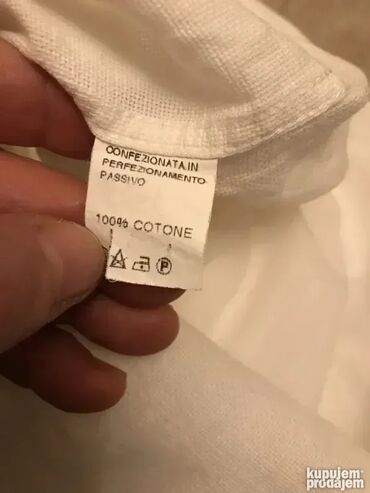 CONFEZIONATA IN
PERFEZIONAMENTO
PASSIVO
100% COTONE
P
kupujem
prodajem